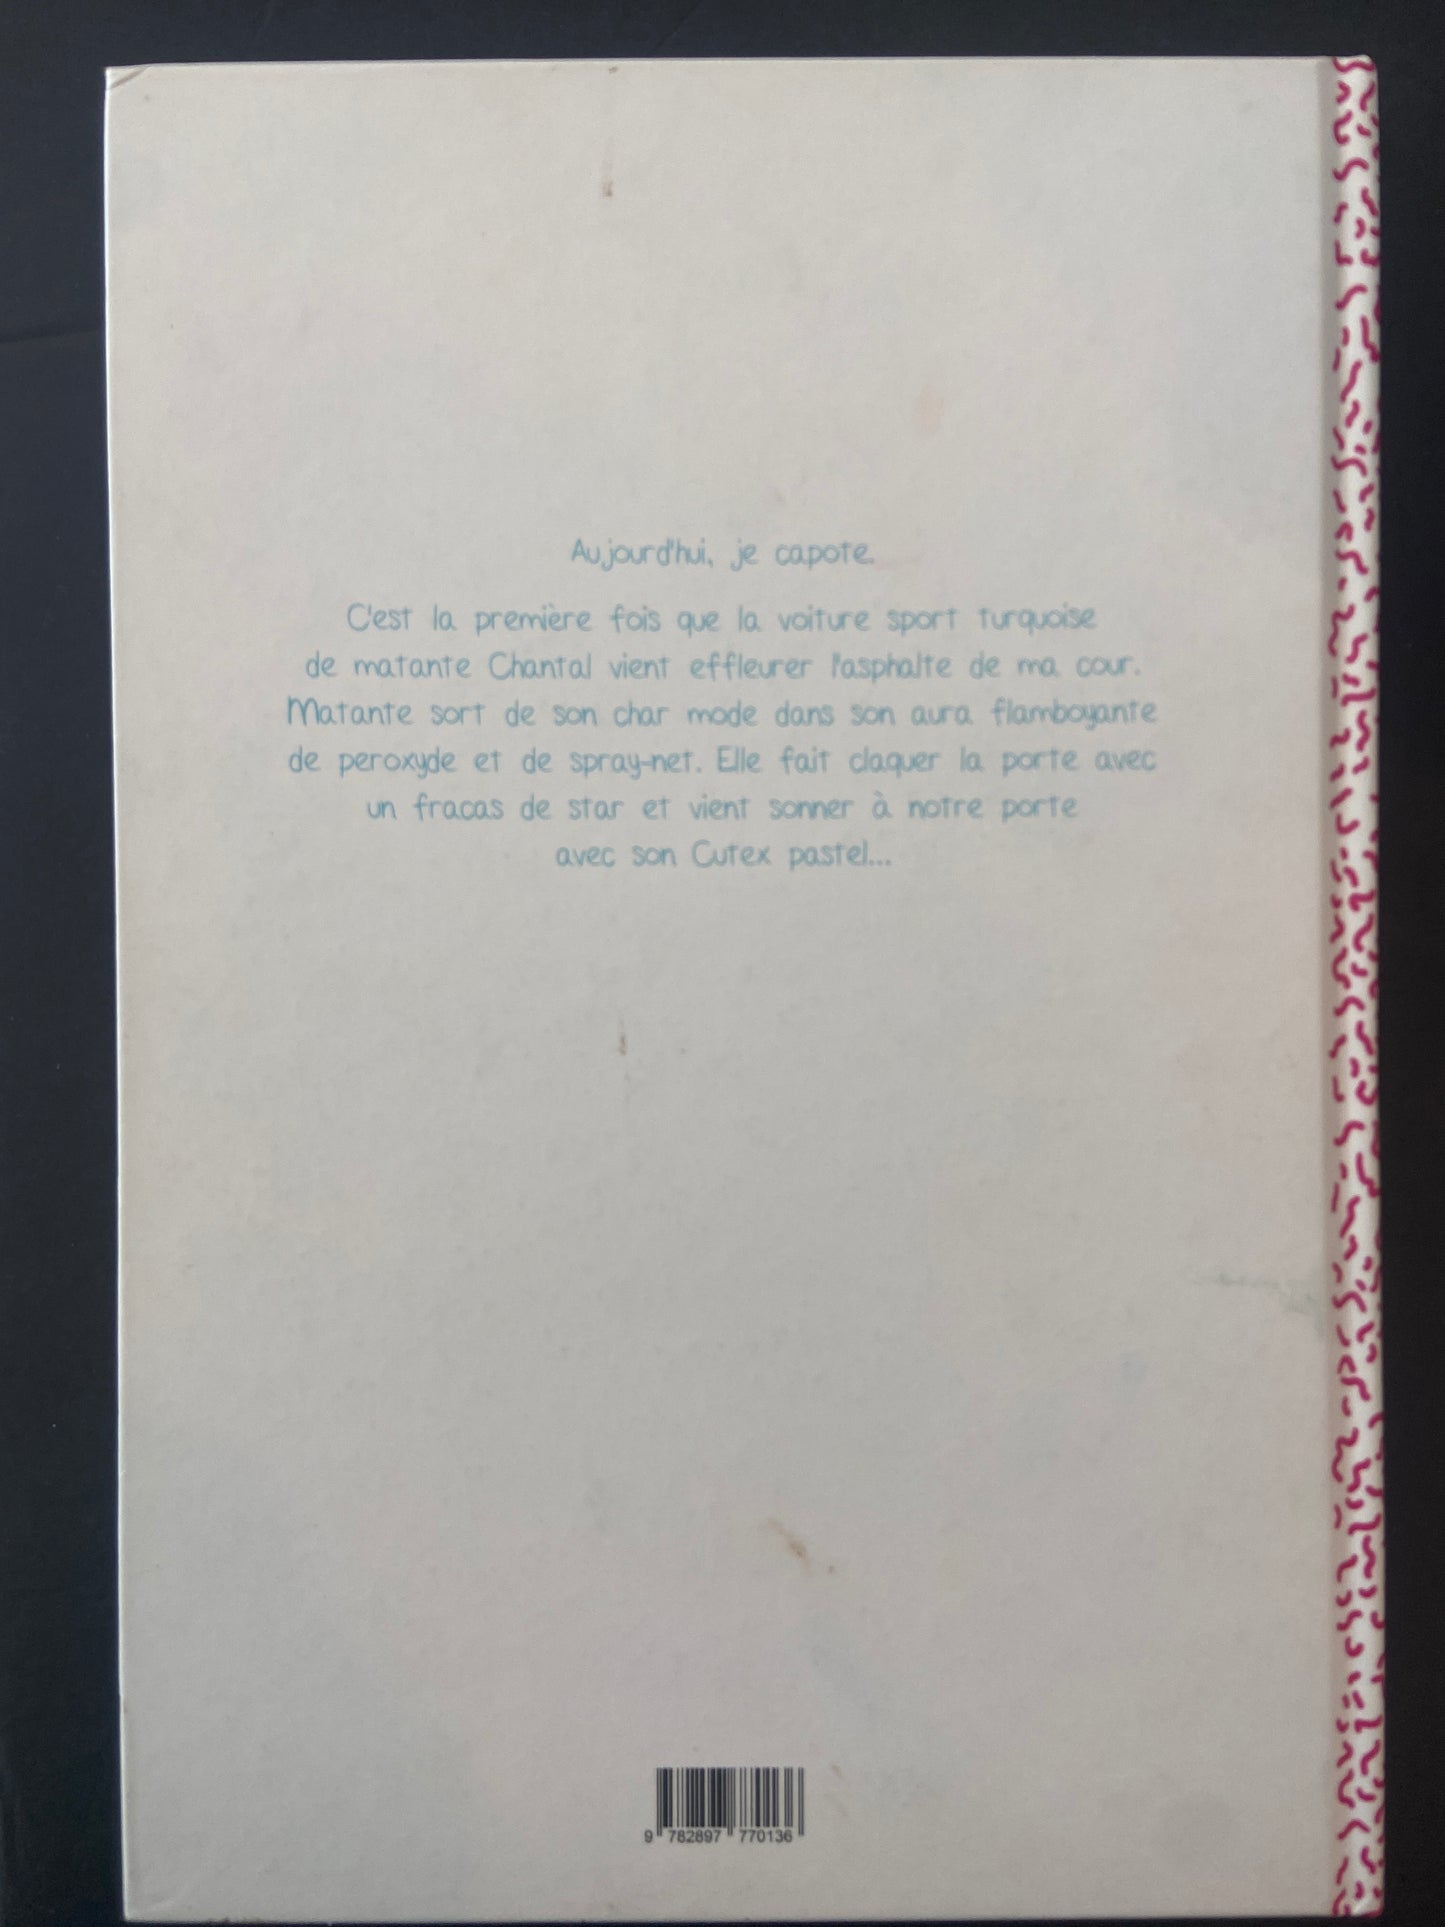 Aujourd'hui, je capote.
C'est la première fois que la voiture sport turquoise
de matante Chantal vient effleurer l'asphalte de ma cour.
Matante sort de son char mode dans son aura flamboyante
de peroxyde et de spray-net. Elle fait claquer la porte avec
un fracas de star et vient sonner à notre porte
avec son Cutex pastel...
9 782897 770136